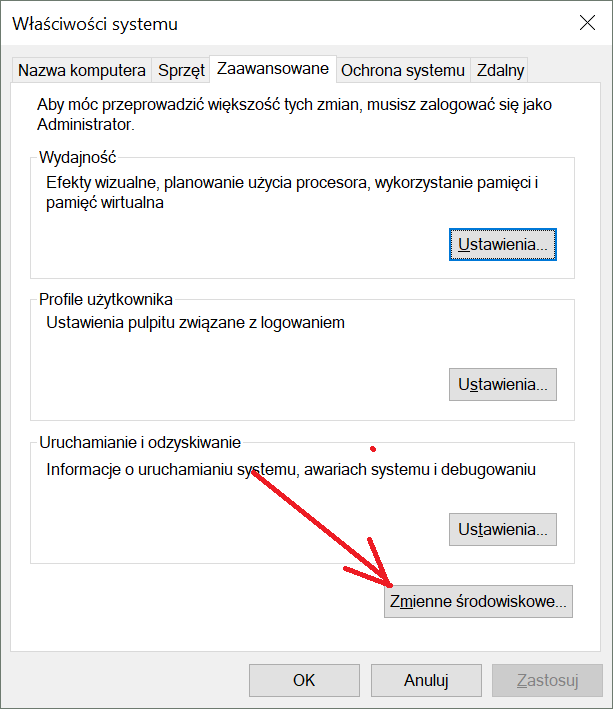 Właściwości systemu
Nazwa komputera
Sprzęt
Zaawansowane
Ochrona systemu
Zdalny
Aby móc przeprowadzić większość tych zmian, musisz zalogować się jako
Administrator.
Wydajność
Efekty wizualne, planowanie użycia procesora, wykorzystanie pamięci i
pamięć wirtualna
Ustawienia...
Profile użytkownika
Ustawienia pulpitu związane z logowaniem
Ustawienia...
Uruchamianie i odzyskiwanie
Informacje o uruchamianiu systemu, awariach systemu i debugowaniu
Ustawienia...
Zmienne środowiskowe...
OK
Anuluj
Zastosuj